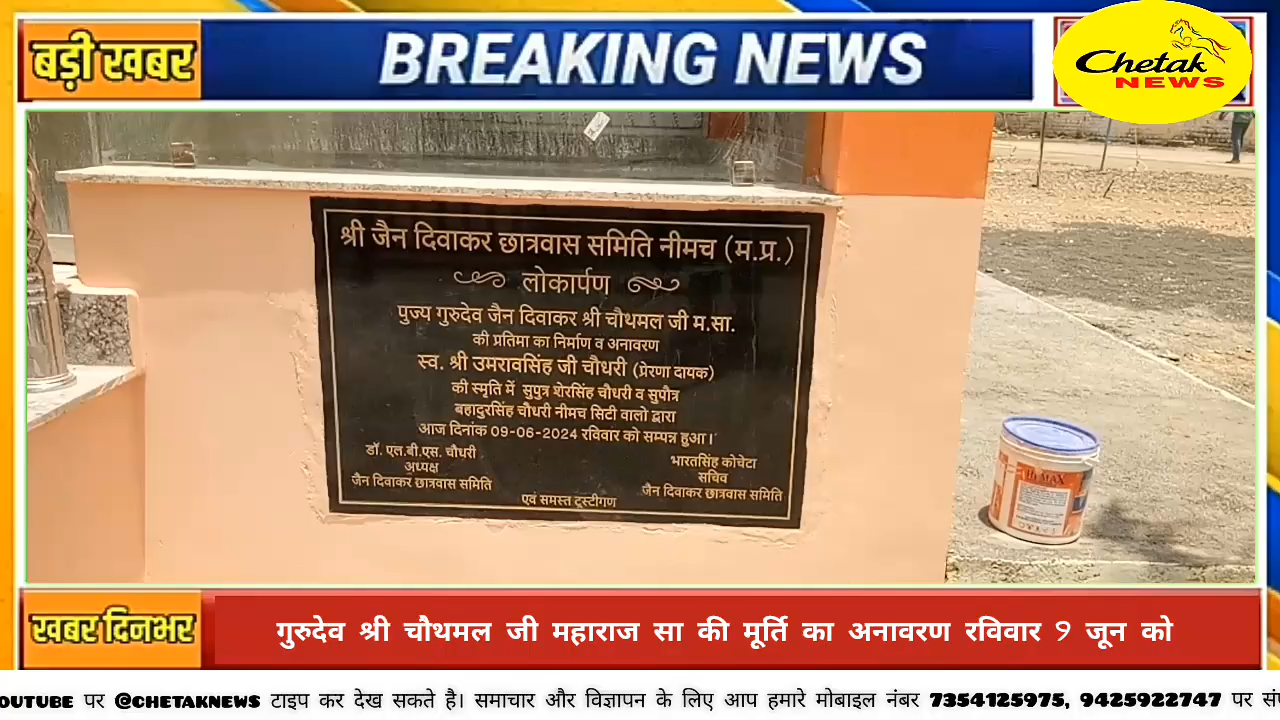 बड़ी खबर
BREAKING NEWS
Chetak
NEWS
श्री जैन दिवाकर छात्रवास समिति नीमच (म.प्र.)
लोकार्पण
पुज्य गुरुदेव जैन दिवाकर श्री चौथमल जी म.सा.
की प्रतिमा का निर्माण व अनावरण
स्व. श्री उमरावसिंह जी चौधरी (प्रेरणा दायक)
की स्मृति में सुपुत्र शेरसिंह चौधरी व सुपौत्र
बहादुरसिंह चौधरी नीमच सिटी वालो द्वारा
आज दिनांक 09-06-2024 रविवार को सम्पन्न हुआ।
डॉ. एल.बी.एस. चौधरी
अध्यक्ष
जैन दिवाकर छात्रवास समिति
भारतसिंह कोचेटा
सचिव
जैन दिवाकर छात्रवास समिति
एवं समस्त ट्रस्टीगण
Hi MAX
खबर दिनभर
गुरुदेव श्री चौथमल जी महाराज सा की मूर्ति का अनावरण रविवार 9 जून को
OUTUBE पर @CHETAKNEWS टाइप कर देख सकते है। समाचार और विज्ञापन के लिए आप हमारे मोबाइल नंबर 7354125975, 9425922747 पर सं